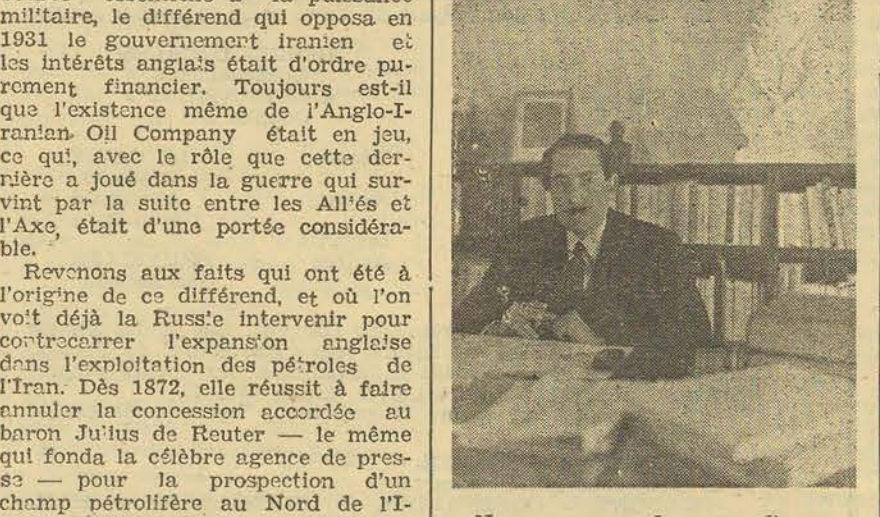 militaire, le différend qui opposa en
1931 le gouvernement iranien et
les intérêts anglais était d'ordre pu-
rement financier. Toujours est-il
que l'existence même de l'Anglo-I-
ranian Oil Company était en jeu,
ce qui, avec le rôle que cette der-
nière a joué dans la guerre qui sur-
vint par la suite entre les All'és et
l'Axe, était d'une portée considéra-
ble.
Revenons aux faits qui ont été à
l'origine de ce différend, et où l'on
voit déjà la Russie intervenir pour
contrecarrer l'expansion anglaise
dans l'exploitation des pétroles de
l'Iran. Dès 1872, elle réussit à faire
annuler la concession accordée au
baron Julius de Reuter — le même
qui fonda la célèbre agence de pres-
se — pour la prospection d'un
champ pétrolifère au Nord de l'I-